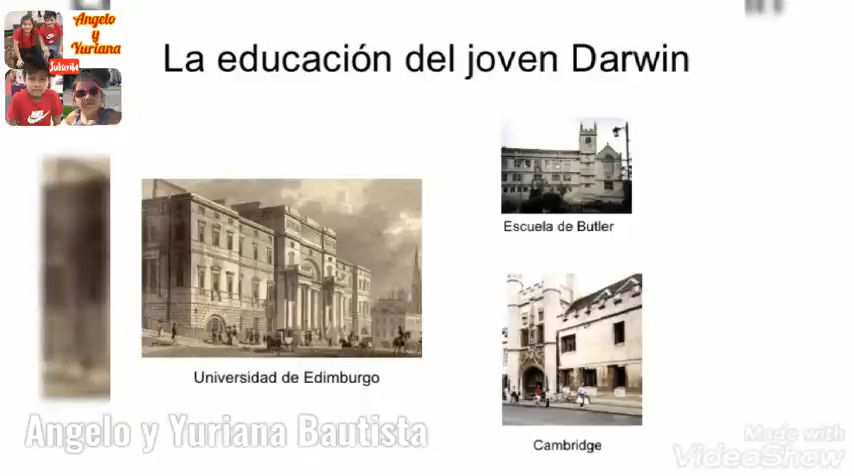 Angelo
y
Yuriana
Subscribe
La educación del joven Darwin
Escuela de Butler
Universidad de Edimburgo
Cambridge
Angelo y Yuriana Bautista
Made with
VideoShow